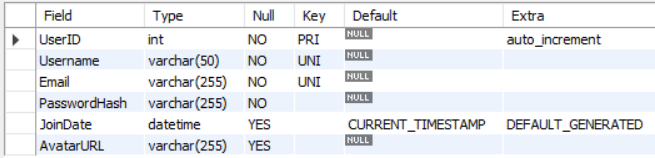 Field Type Null Key Default Extra
UserID int NO PRI NULL auto_increment
Username varchar(50) NO UNI NULL
Email varchar(255) NO UNI NULL
PasswordHash varchar(255) NO NULL
JoinDate datetime YES CURRENT_TIMESTAMP DEFAULT_GENERATED
AvatarURL varchar(255) YES NULL